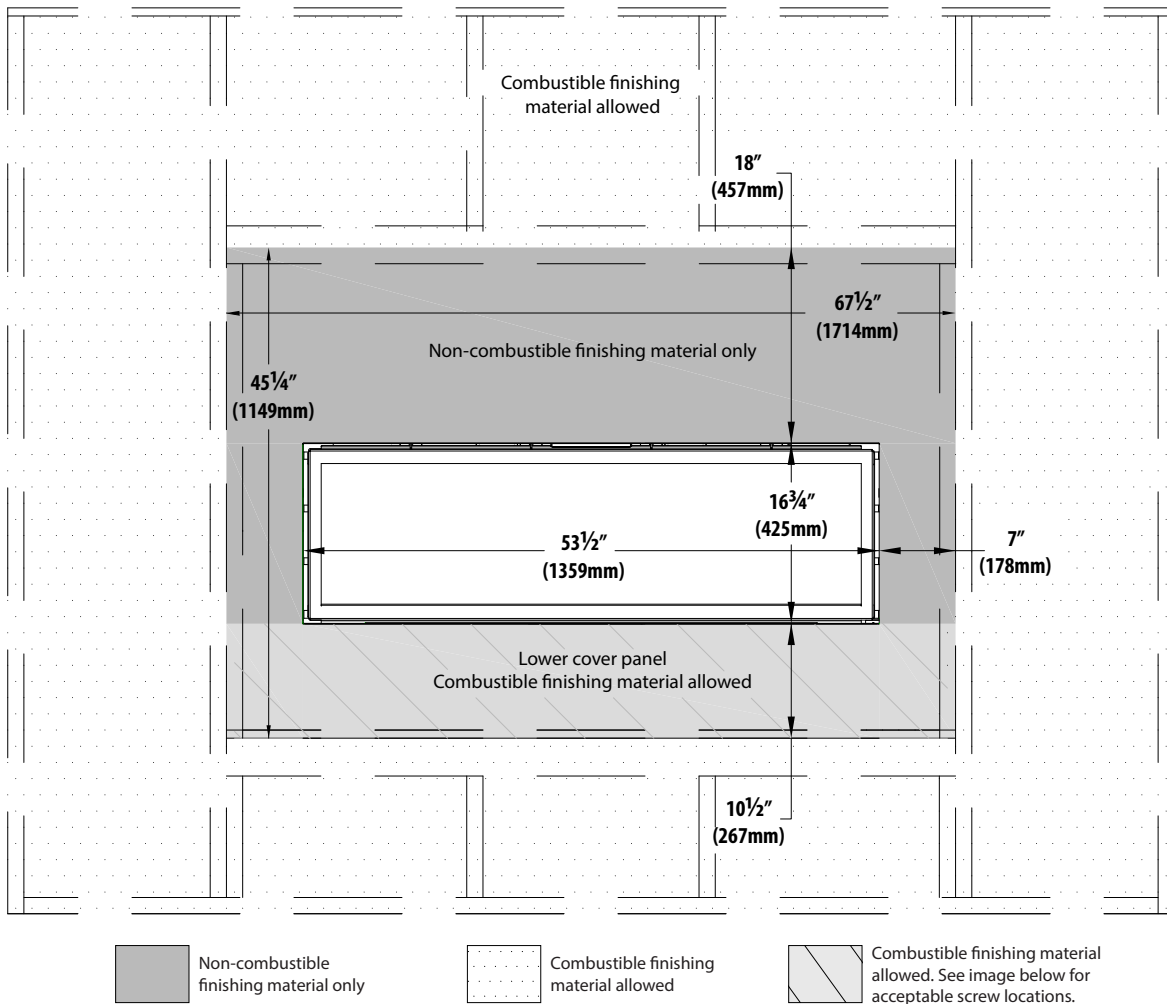 Combustible finishing
material allowed
18″
(457mm)
67½″
(1714mm)
Non-combustible finishing material only
45¼″
(1149mm)
16¾″
(425mm)
53½″
(1359mm)
7″
(178mm)
Lower cover panel
Combustible finishing material allowed
10½″
(267mm)
Non-combustible
finishing material only
Combustible finishing
material allowed
Combustible finishing material
allowed. See image below for
acceptable screw locations.